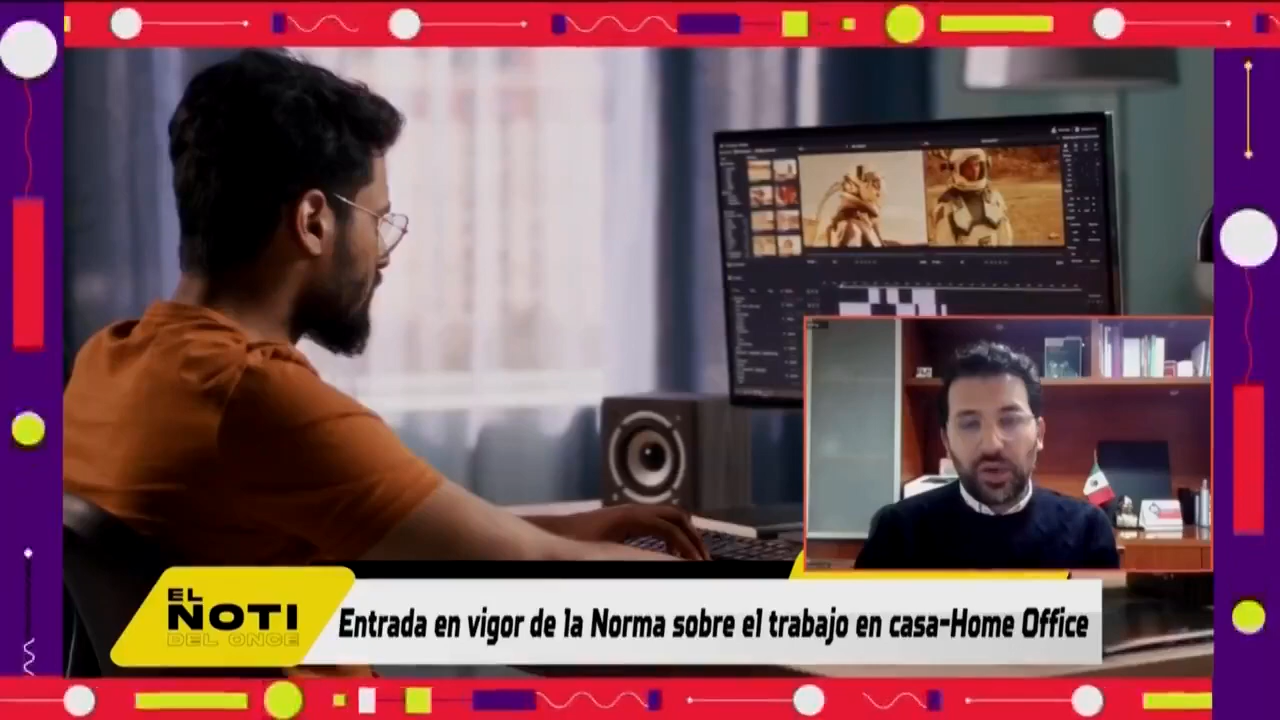 EL
NOTI
DEL ONCE
Entrada en vigor de la Norma sobre el trabajo en casa-Home Office